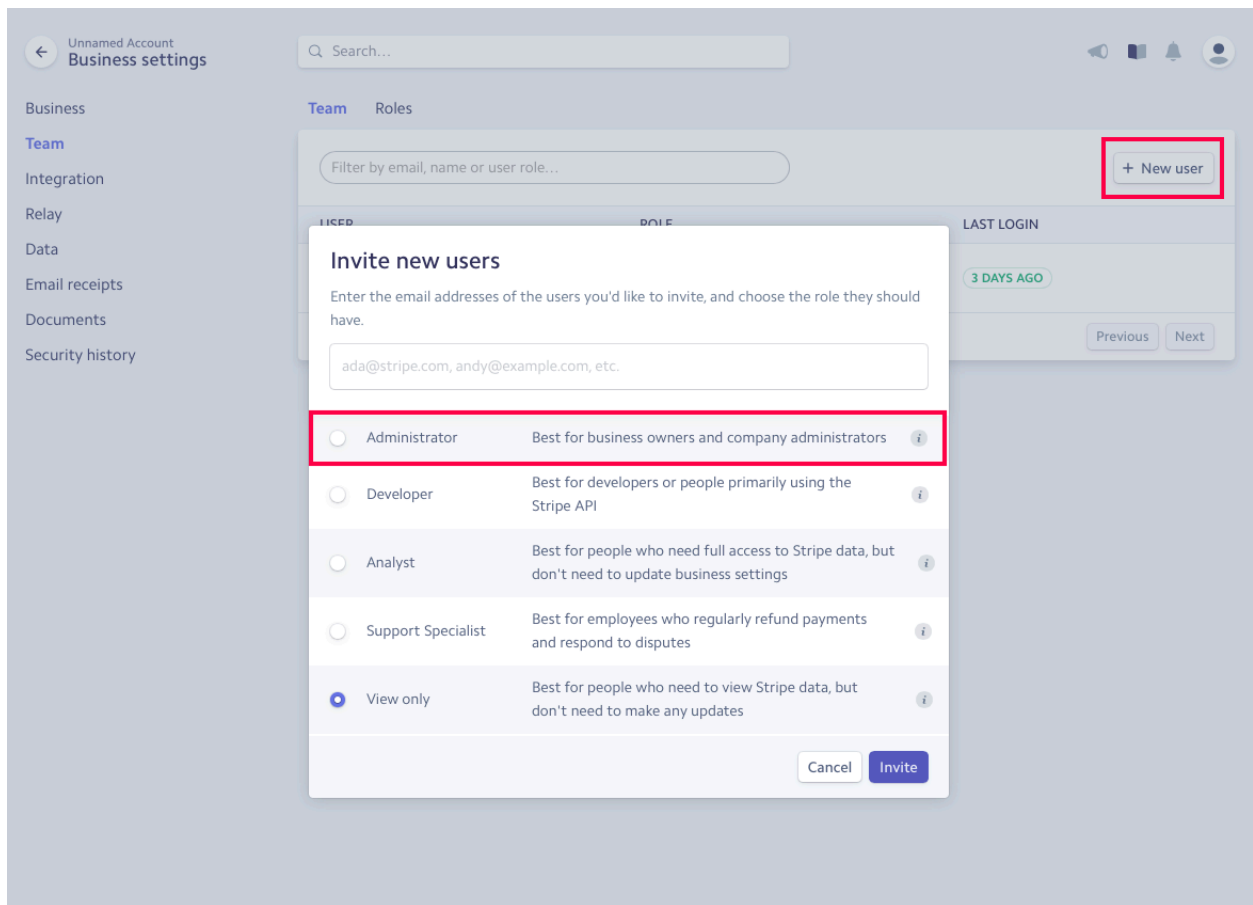 Unnamed Account
Business settings
Search...
Business
Team
Integration
Relay
Data
Email receipts
Documents
Security history
Team Roles
Filter by email, name or user role...
+ New user
USER ROLE LAST LOGIN
3 DAYS AGO
Previous Next
Invite new users
Enter the email addresses of the users you'd like to invite, and choose the role they should
have.
ada@stripe.com, andy@example.com, etc.
Administrator Best for business owners and company administrators i
Developer Best for developers or people primarily using the
Stripe API i
Analyst Best for people who need full access to Stripe data, but
don't need to update business settings i
Support Specialist Best for employees who regularly refund payments
and respond to disputes i
View only Best for people who need to view Stripe data, but
don't need to make any updates i
Cancel Invite